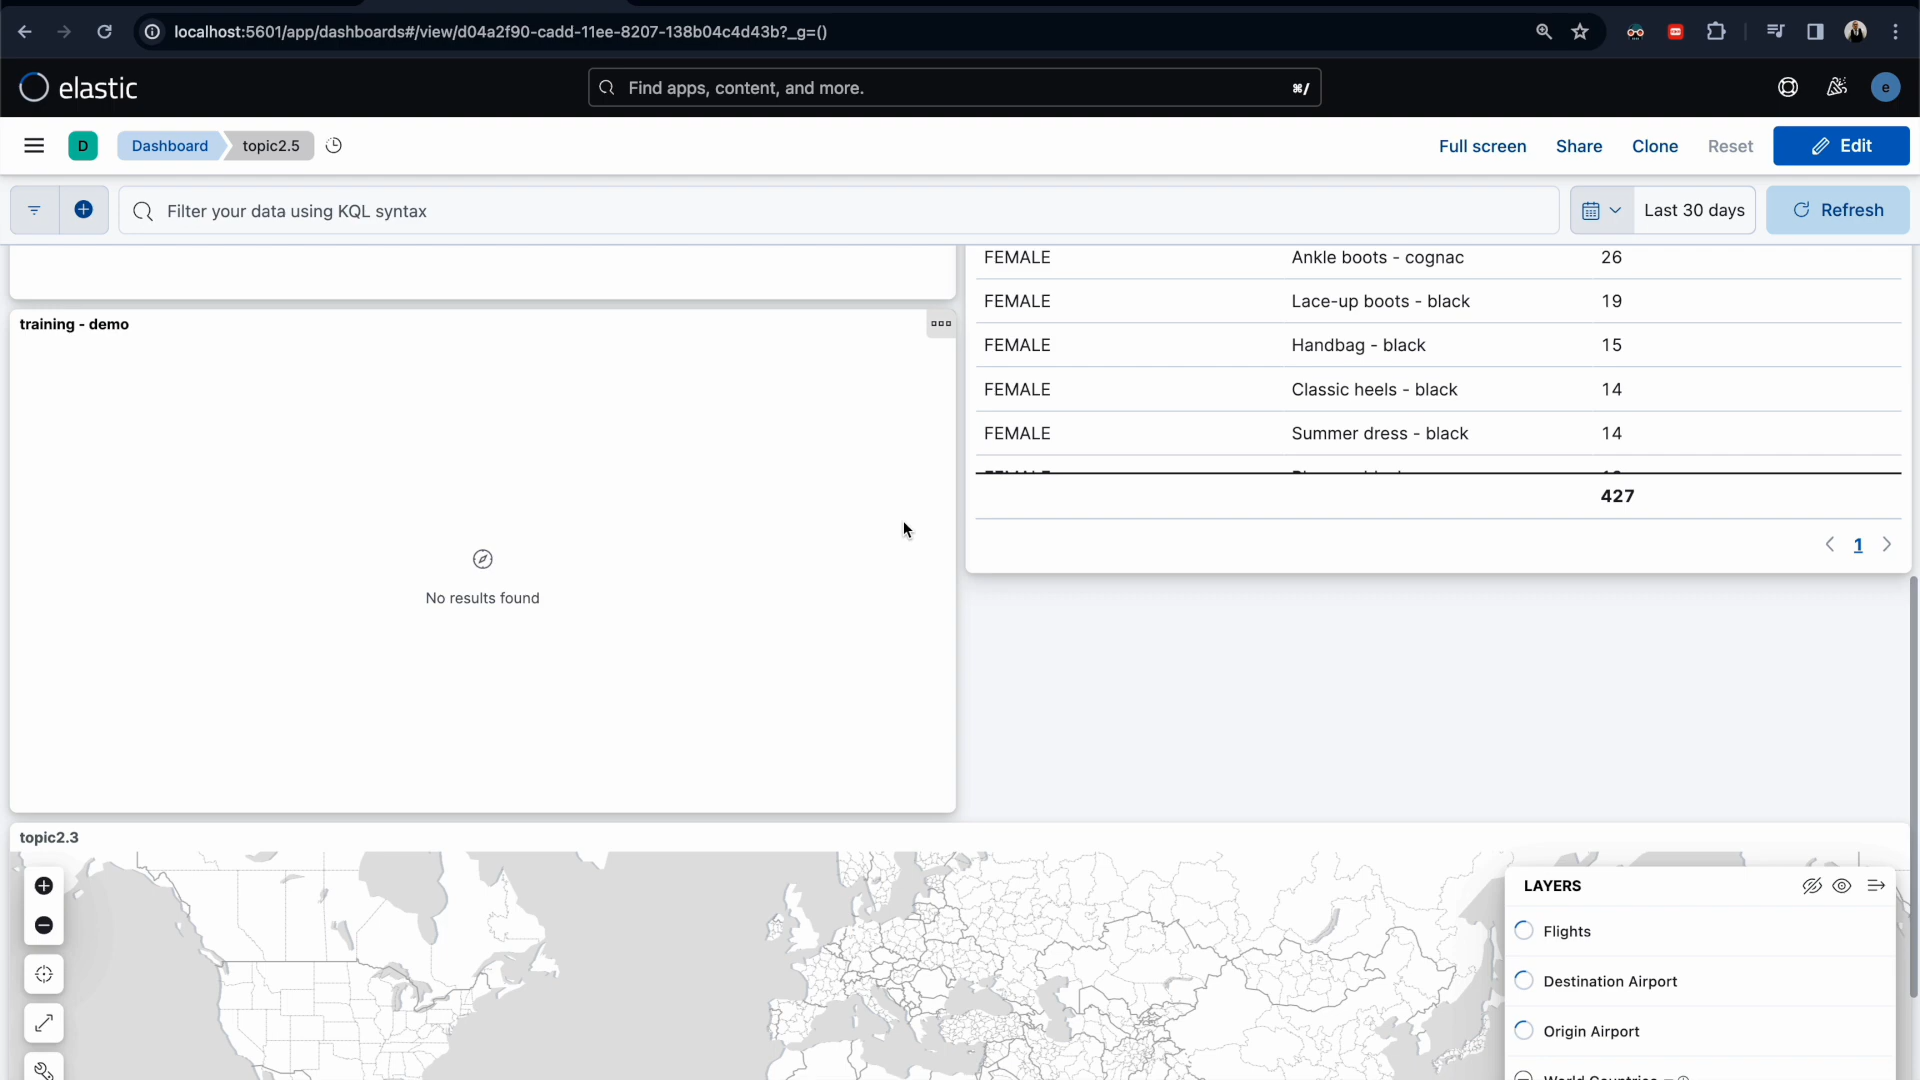 localhost:5601/app/dashboards#/view/d04a2f90-cadd-11ee-8207-138b04c4d43b?_g=()
elastic
Find apps, content, and more.
⌘/
e
D
Dashboard
topic2.5
Full screen
Share
Clone
Reset
Edit
Filter your data using KQL syntax
Last 30 days
Refresh
FEMALE Ankle boots - cognac 26
FEMALE Lace-up boots - black 19
FEMALE Handbag - black 15
FEMALE Classic heels - black 14
FEMALE Summer dress - black 14
427
1
training - demo
No results found
topic2.3
LAYERS
Flights
Destination Airport
Origin Airport
World Countries